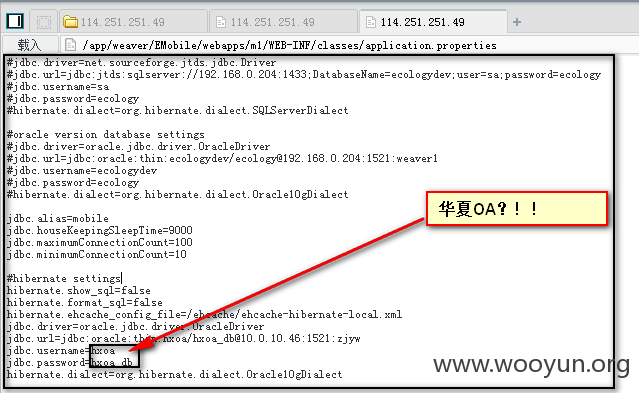 114.251.251.49
114.251.251.49
114.251.251.49
载入
/app/weaver/EMobile/webapps/m1/WEB-INF/classes/application.properties
#jdbc.driver=net.sourceforge.jtds.jdbc.Driver
#jdbc.url=jdbc:jtds:sqlserver://192.168.0.204:1433;DatabaseName=ecologydev;user=sa;password=ecology
#jdbc.username=sa
#jdbc.password=ecology
#hibernate.dialect=org.hibernate.dialect.SQLServerDialect
#oracle version database settings
#jdbc.driver=oracle.jdbc.driver.OracleDriver
#jdbc.url=jdbc:oracle:thin:ecologydev/ecology@192.168.0.204:1521:weaver1
#jdbc.username=ecologydev
#jdbc.password=ecology
#hibernate.dialect=org.hibernate.dialect.Oracle10gDialect
华夏OA?!!
jdbc.alias=mobile
jdbc.houseKeepingSleepTime=9000
jdbc.maximumConnectionCount=100
jdbc.minimumConnectionCount=10
#hibernate settings
hibernate.show_sql=false
hibernate.format_sql=false
hibernate.ehcache_config_file=/ehcache/ehcache-hibernate-local.xml
jdbc.driver=oracle.jdbc.driver.OracleDriver
jdbc.url=jdbc:oracle:thin:hxoa/hxoa_db@10.0.10.46:1521:zjyw
jdbc.username=hxoa
jdbc.password=hxoa_db
hibernate.dialect=org.hibernate.dialect.Oracle10gDialect
www.wooyun.org